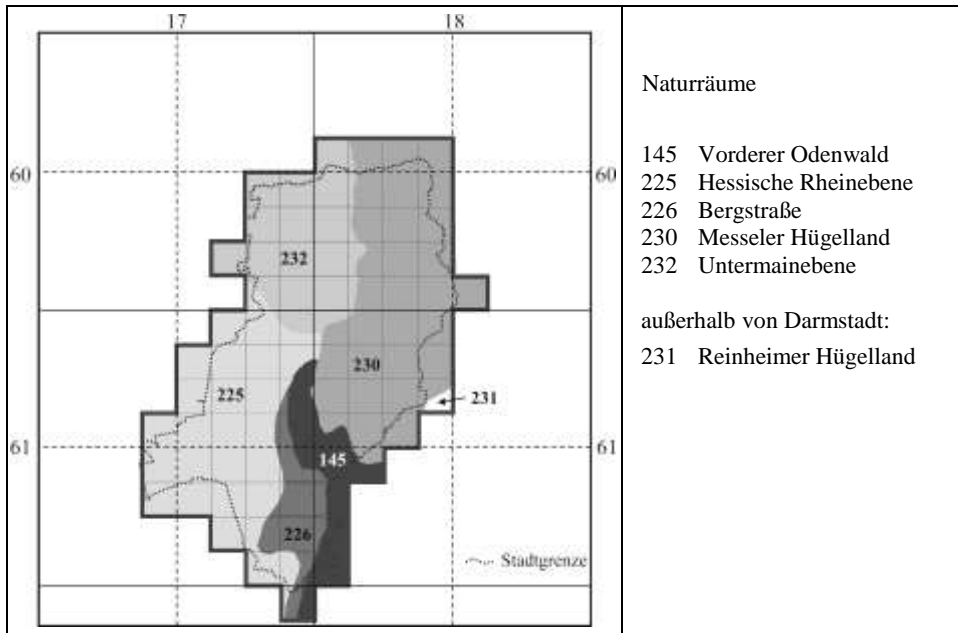 17 18
60 60
232
230
225
231
61 61
145
226
Stadtgrenze
Naturräume
145 Vorderer Odenwald
225 Hessische Rheinebene
226 Bergstraße
230 Messeler Hügelland
232 Untermainebene
außerhalb von Darmstadt:
231 Reinheimer Hügelland